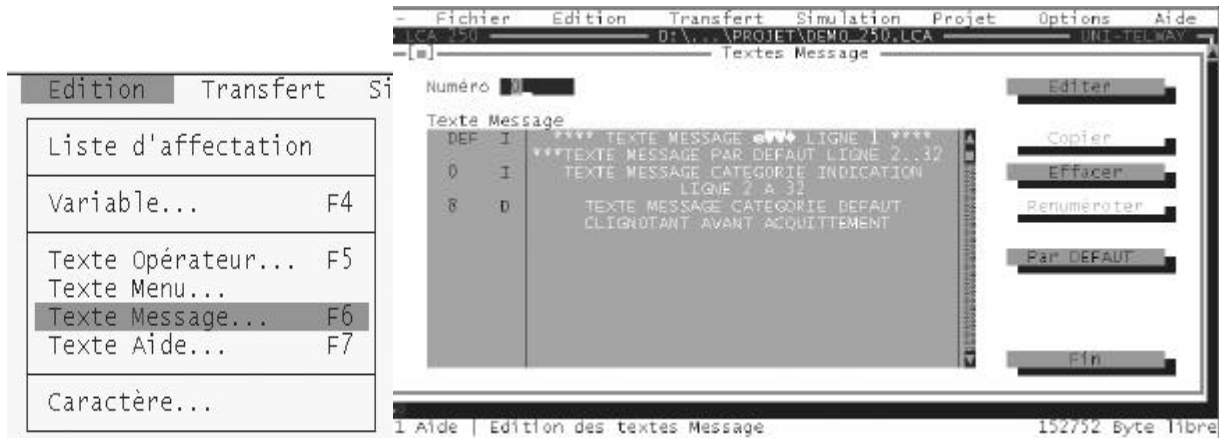 Edition Transfert Si
Liste d'affectation
Variable... F4
Texte Opérateur... F5
Texte Menu...
Texte Message... F6
Texte Aide... F7
Caractère...
- Fichier Edition Transfert Simulation Projet Options Aide
LCA 250 D:\...\PROJET\DEMO_250.LCA UNI-TELWAY
[■] Textes Message
Numéro 0
Editer
Texte Message
DEF I **** TEXTE MESSAGE LIGNE 1 ****
***TEXTE MESSAGE PAR DEFAUT LIGNE 2..32
Copier
0 I TEXTE MESSAGE CATEGORIE INDICATION
LIGNE 2 A 32
Effacer
8 D TEXTE MESSAGE CATEGORIE DEFAUT
CLIGNOTANT AVANT ACQUITTEMENT
Renuméroter
Par DEFAUT
Fin
1 Aide | Edition des textes Message 152752 Byte libre